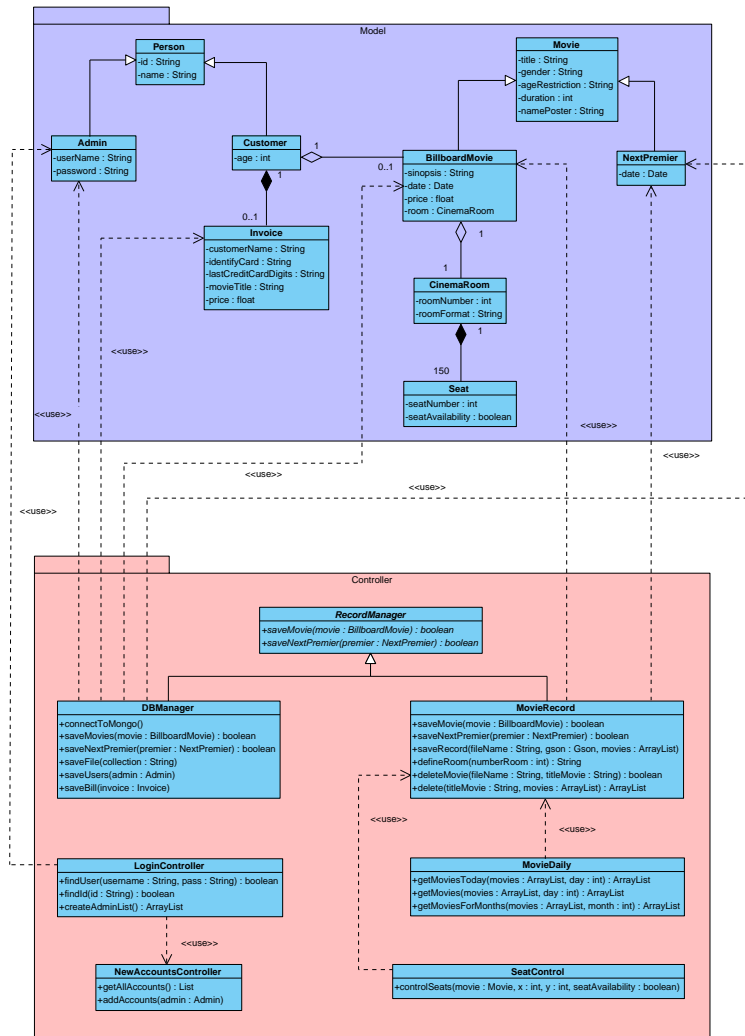 Model
Person
-id : String
-name : String
Movie
-title : String
-gender : String
-ageRestriction : String
-duration : int
-namePoster : String
Admin
-userName : String
-password : String
Customer
-age : int
1
0..1
BillboardMovie
-sinopsis : String
-date : Date
-price : float
-room : CinemaRoom
NextPremier
-date : Date
1
0..1
Invoice
-customerName : String
-identifyCard : String
-lastCreditCardDigits : String
-movieTitle : String
-price : float
1
1
CinemaRoom
-roomNumber : int
-roomFormat : String
1
150
Seat
-seatNumber : int
-seatAvailability : boolean
<<use>>
<<use>>
<<use>>
<<use>>
<<use>>
<<use>>
<<use>>
<<use>>
Controller
RecordManager
+saveMovie(movie : BillboardMovie) : boolean
+saveNextPremier(premier : NextPremier) : boolean
DBManager
+connectToMongo()
+saveMovies(movie : BillboardMovie) : boolean
+saveNextPremier(premier : NextPremier) : boolean
+saveFile(collection : String)
+saveUsers(admin : Admin)
+saveBill(invoice : Invoice)
MovieRecord
+saveMovie(movie : BillboardMovie) : boolean
+saveNextPremier(premier : NextPremier) : boolean
+saveRecord(fileName : String, gson : Gson, movies : ArrayList)
+defineRoom(numberRoom : int) : String
+deleteMovie(fileName : String, titleMovie : String) : boolean
+delete(titleMovie : String, movies : ArrayList) : ArrayList
<<use>>
<<use>>
LoginController
+findUser(username : String, pass : String) : boolean
+findId(id : String) : boolean
+createAdminList() : ArrayList
MovieDaily
+getMoviesToday(movies : ArrayList, day : int) : ArrayList
+getMovies(movies : ArrayList, day : int) : ArrayList
+getMoviesForMonths(movies : ArrayList, month : int) : ArrayList
<<use>>
NewAccountsController
+getAllAccounts() : List
+addAccounts(admin : Admin)
SeatControl
+controlSeats(movie : Movie, x : int, y : int, seatAvailability : boolean)